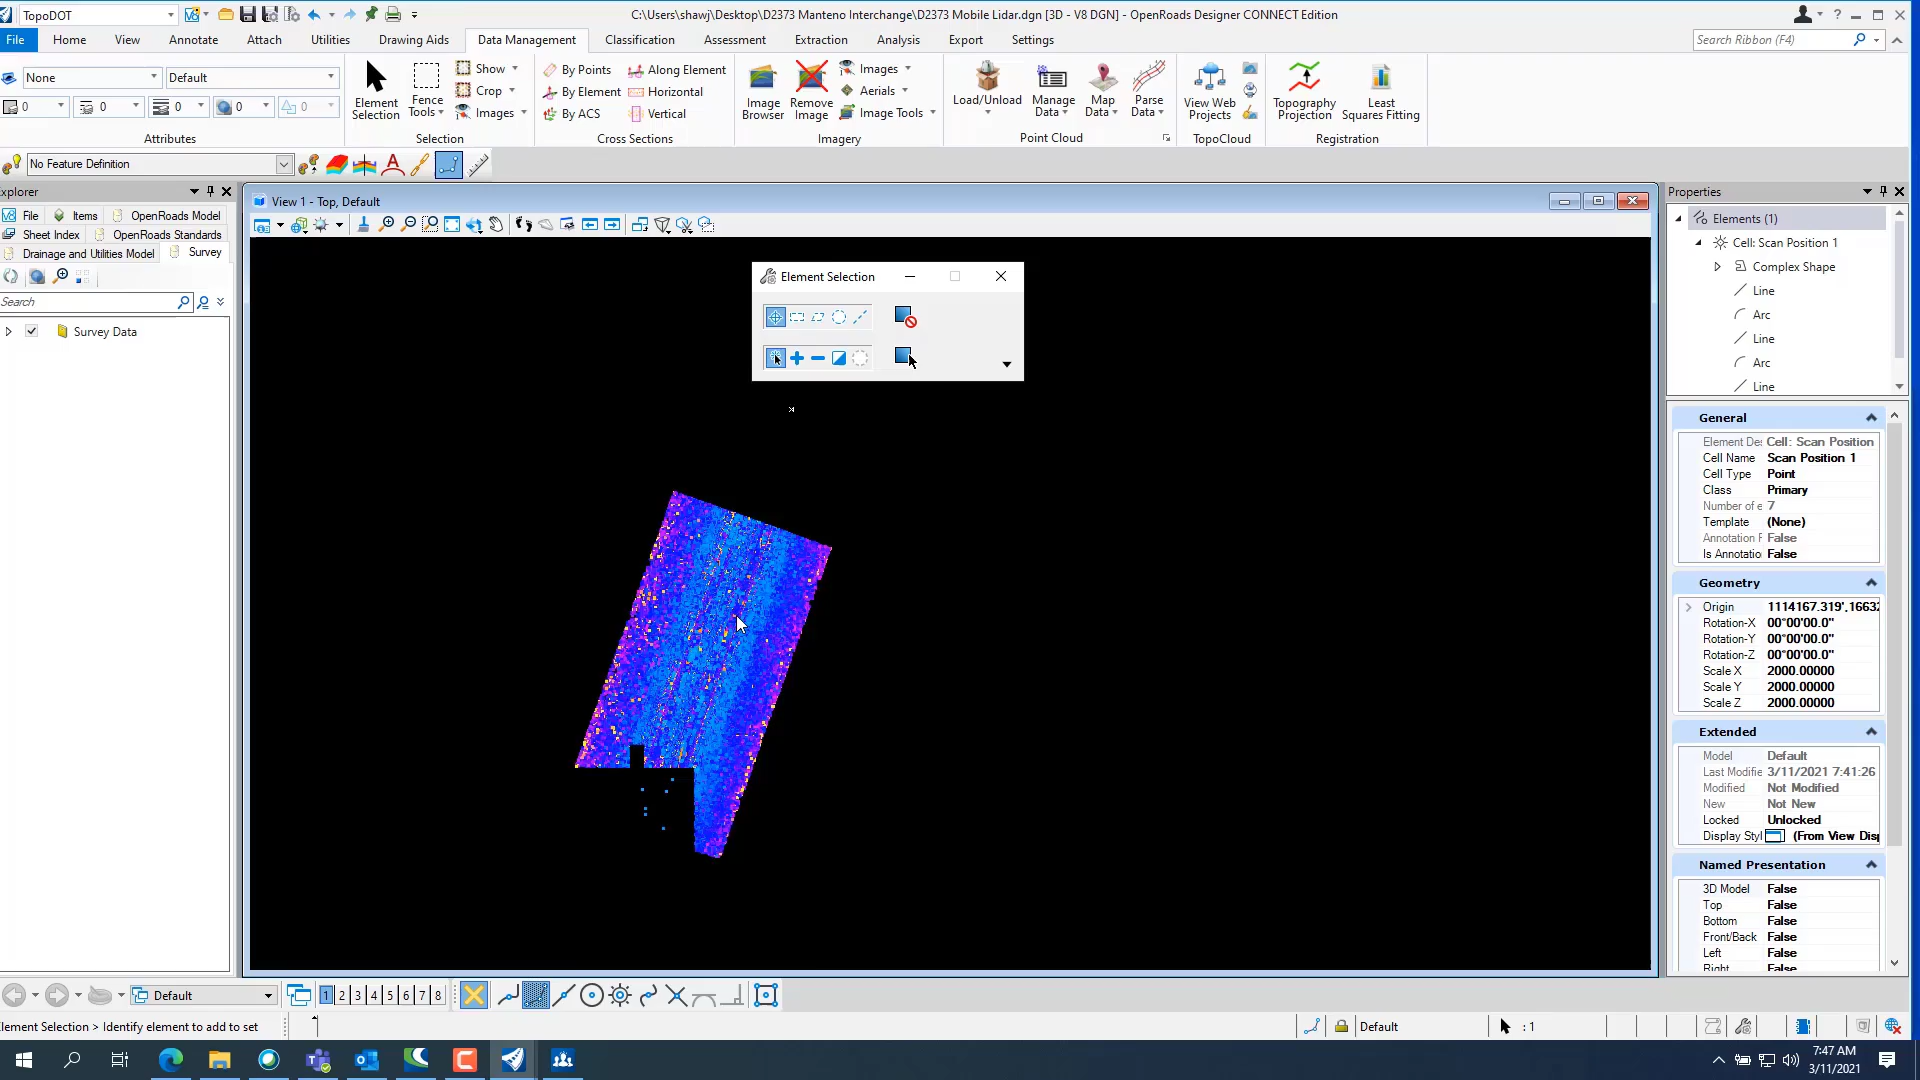 TopoDOT
C:\Users\shawj\Desktop\D2373 Manteno Interchange\D2373 Mobile Lidar.dgn [3D - V8 DGN] - OpenRoads Designer CONNECT Edition
File Home View Annotate Attach Utilities Drawing Aids Data Management Classification Assessment Extraction Analysis Export Settings
Search Ribbon (F4)
None Default
0 0 0 0 0
Attributes
Element Selection
Fence Tools
Show
Crop
Images
Selection
By Points
By Element
By ACS
Along Element
Horizontal
Vertical
Cross Sections
Image Browser
Remove Image
Images
Aerials
Image Tools
Imagery
Load/Unload
Manage Data
Map Data
Parse Data
Point Cloud
View Web Projects
TopoCloud
Topography Projection
Least Squares Fitting
Registration
No Feature Definition
xplorer
File Items OpenRoads Model
Sheet Index OpenRoads Standards
Drainage and Utilities Model Survey
Search
Survey Data
View 1 - Top, Default
Element Selection
Properties
Elements (1)
Cell: Scan Position 1
Complex Shape
Line
Arc
Line
Arc
Line
General
Element De: Cell: Scan Position
Cell Name Scan Position 1
Cell Type Point
Class Primary
Number of e 7
Template (None)
Annotation F False
Is Annotatio False
Geometry
Origin 1114167.319',16632
Rotation-X 00°00'00.0"
Rotation-Y 00°00'00.0"
Rotation-Z 00°00'00.0"
Scale X 2000.00000
Scale Y 2000.00000
Scale Z 2000.00000
Extended
Model Default
Last Modifie 3/11/2021 7:41:26
Modified Not Modified
New Not New
Locked Unlocked
Display Styl (From View Disp
Named Presentation
3D Model False
Top False
Bottom False
Front/Back False
Left False
Right False
Default
1 2 3 4 5 6 7 8
lement Selection > Identify element to add to set
Default
: 1
7:47 AM
3/11/2021